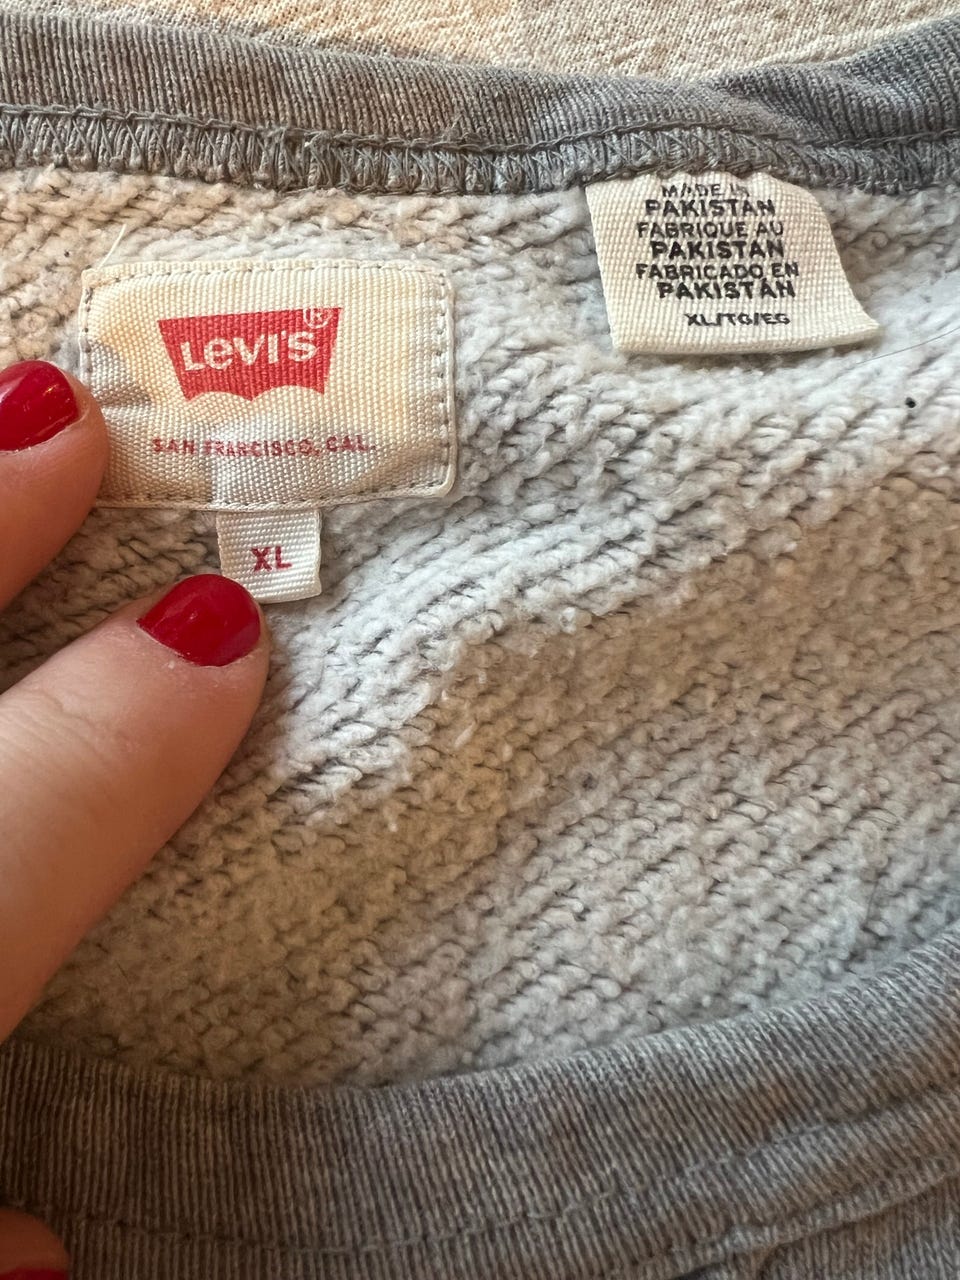 LEVI'S®
SAN FRANCISCO, CAL.
XL
MADE IN
PAKISTAN
FABRIQUE AU
PAKISTAN
FABRICADO EN
PAKISTAN
XL/TG/EG